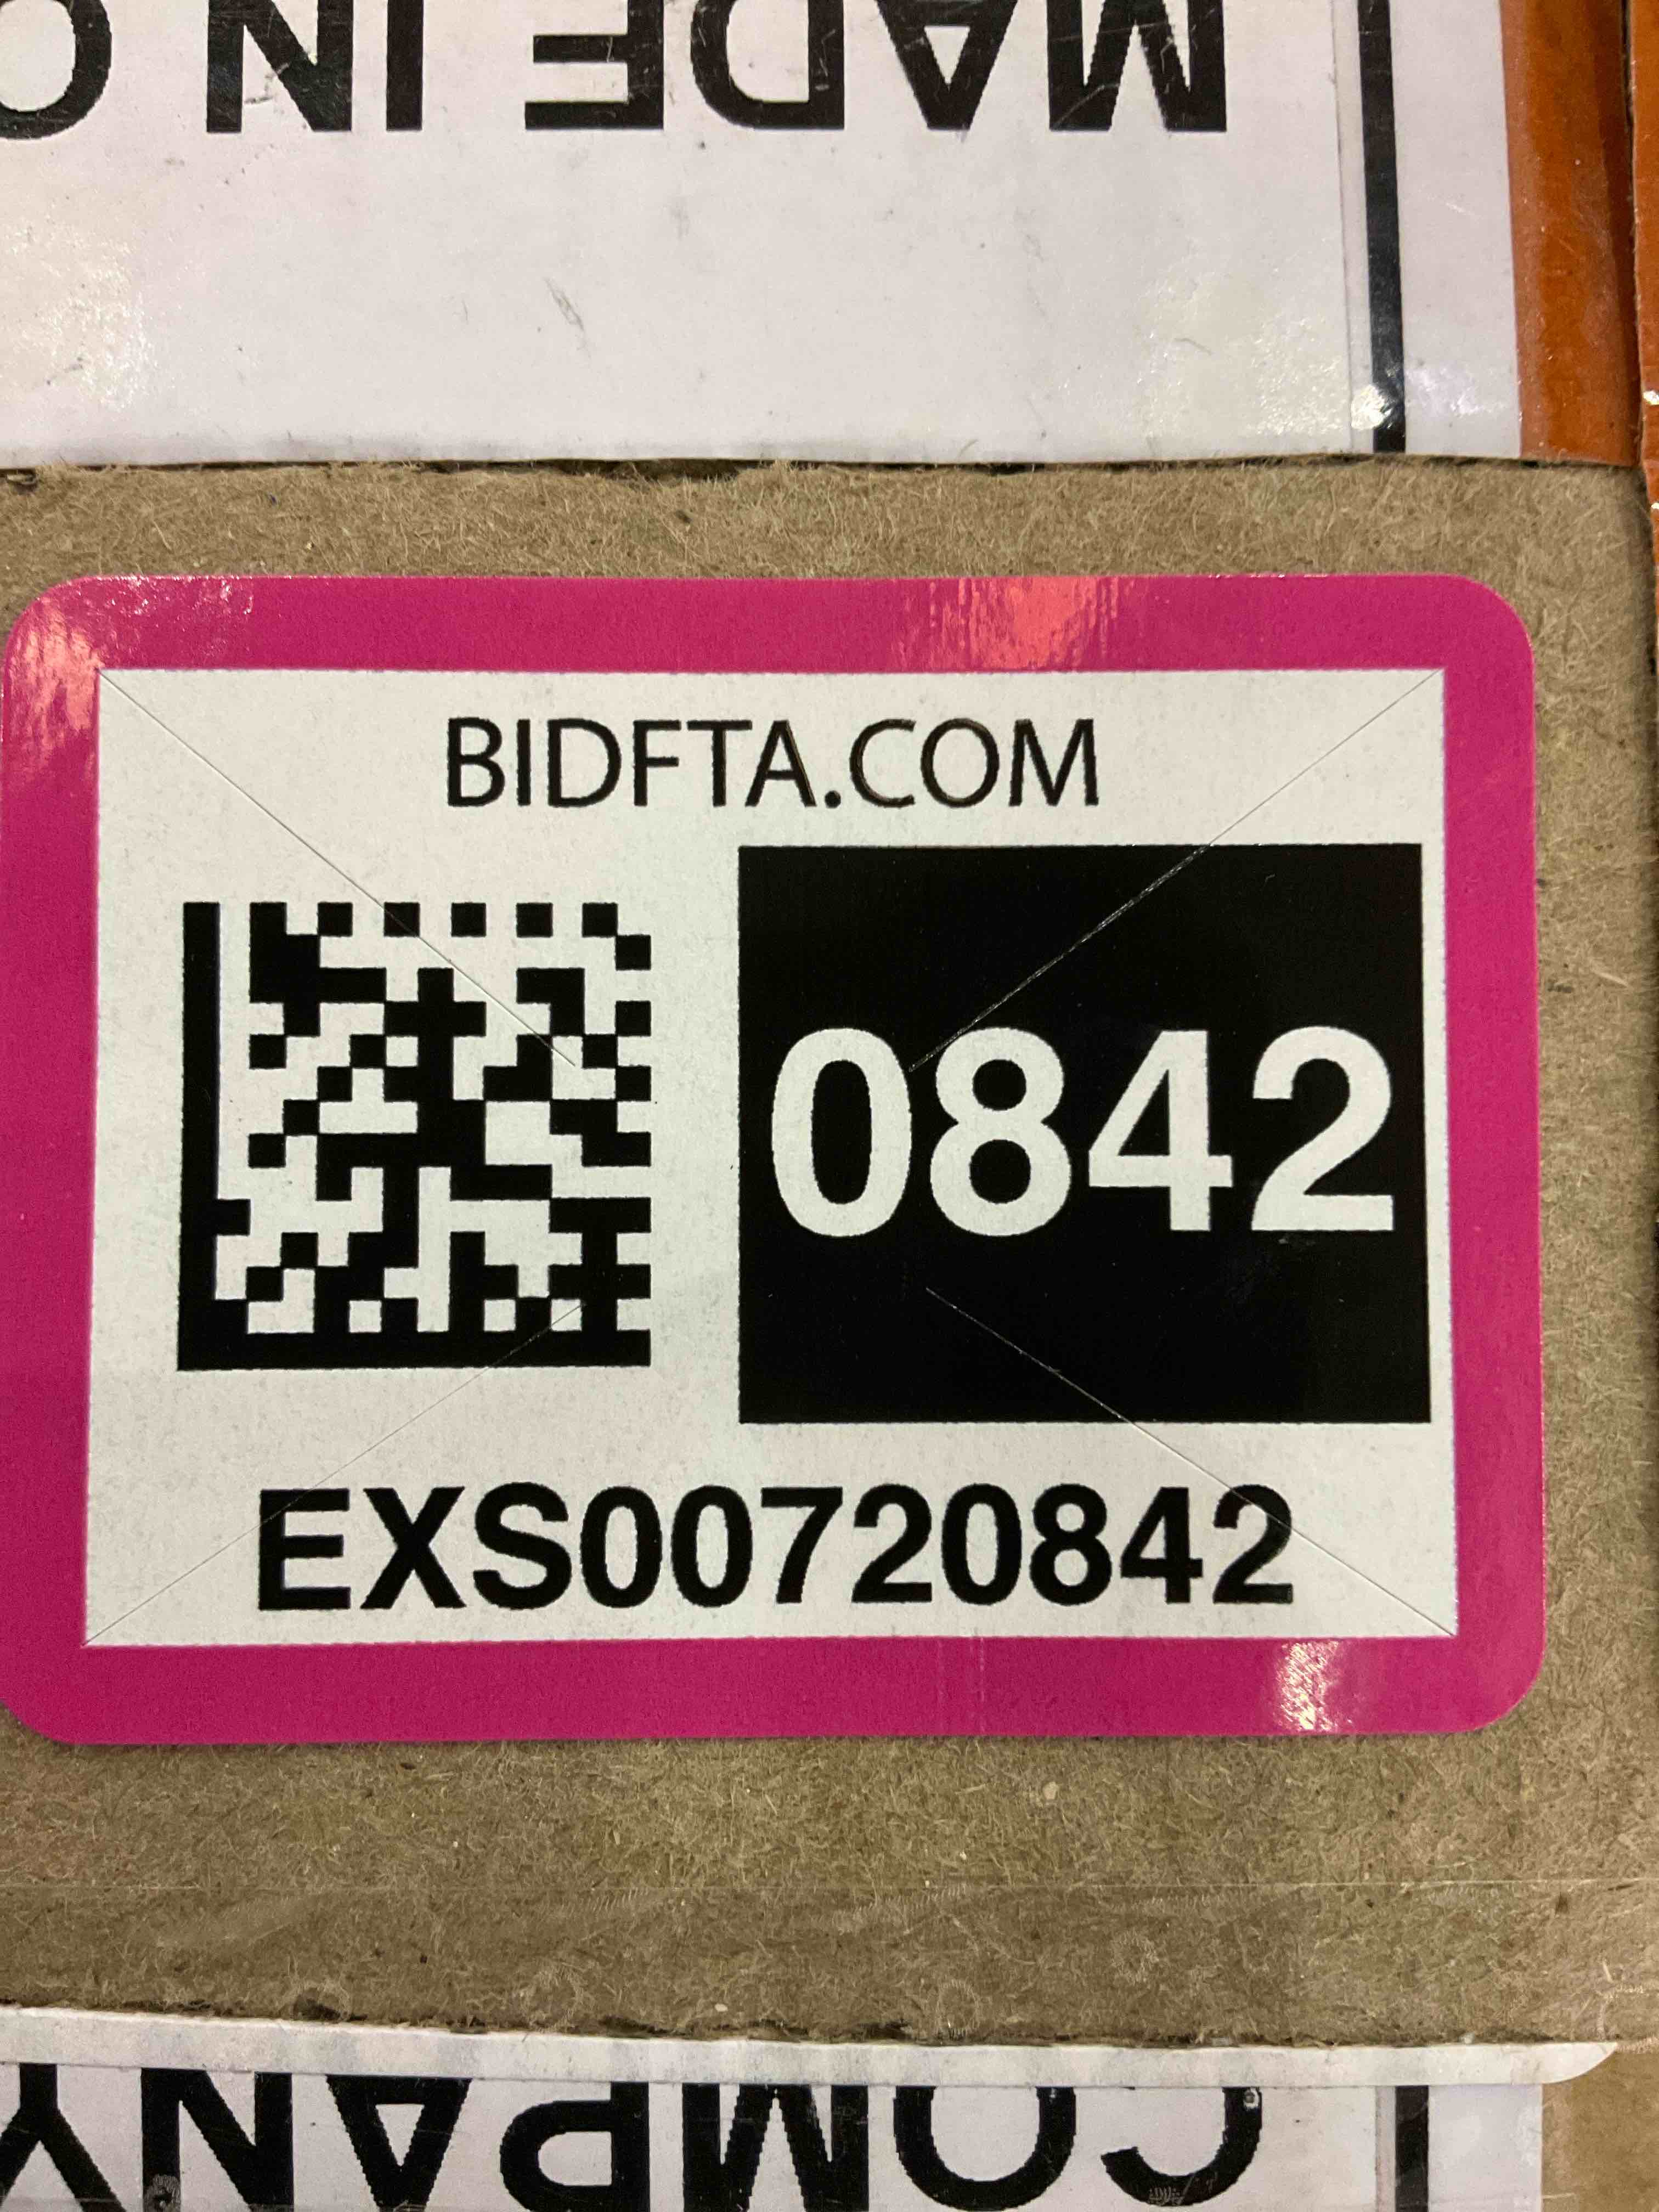 MADE IN C
BIDFTA.COM
0842
EXS00720842
COMPANY